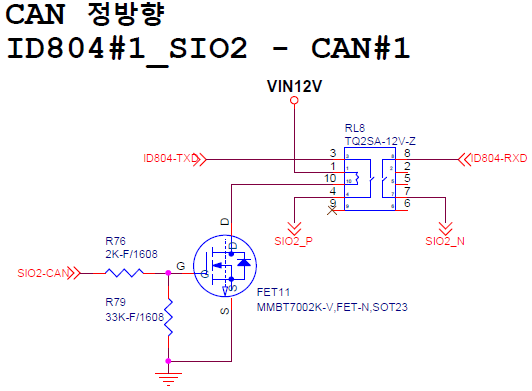 CAN 정방향
ID804#1_SIO2 - CAN#1
VIN12V
RL8
TQ2SA-12V-Z
ID804-TXD
3
8
ID804-RXD
1
2
10
5
4
7
9
6
SIO2_P
SIO2_N
R76
2K-F/1608
D
D
SIO2-CAN
G
G
S
FET11
MMBT7002K-V,FET-N,SOT23
R79
33K-F/1608
S